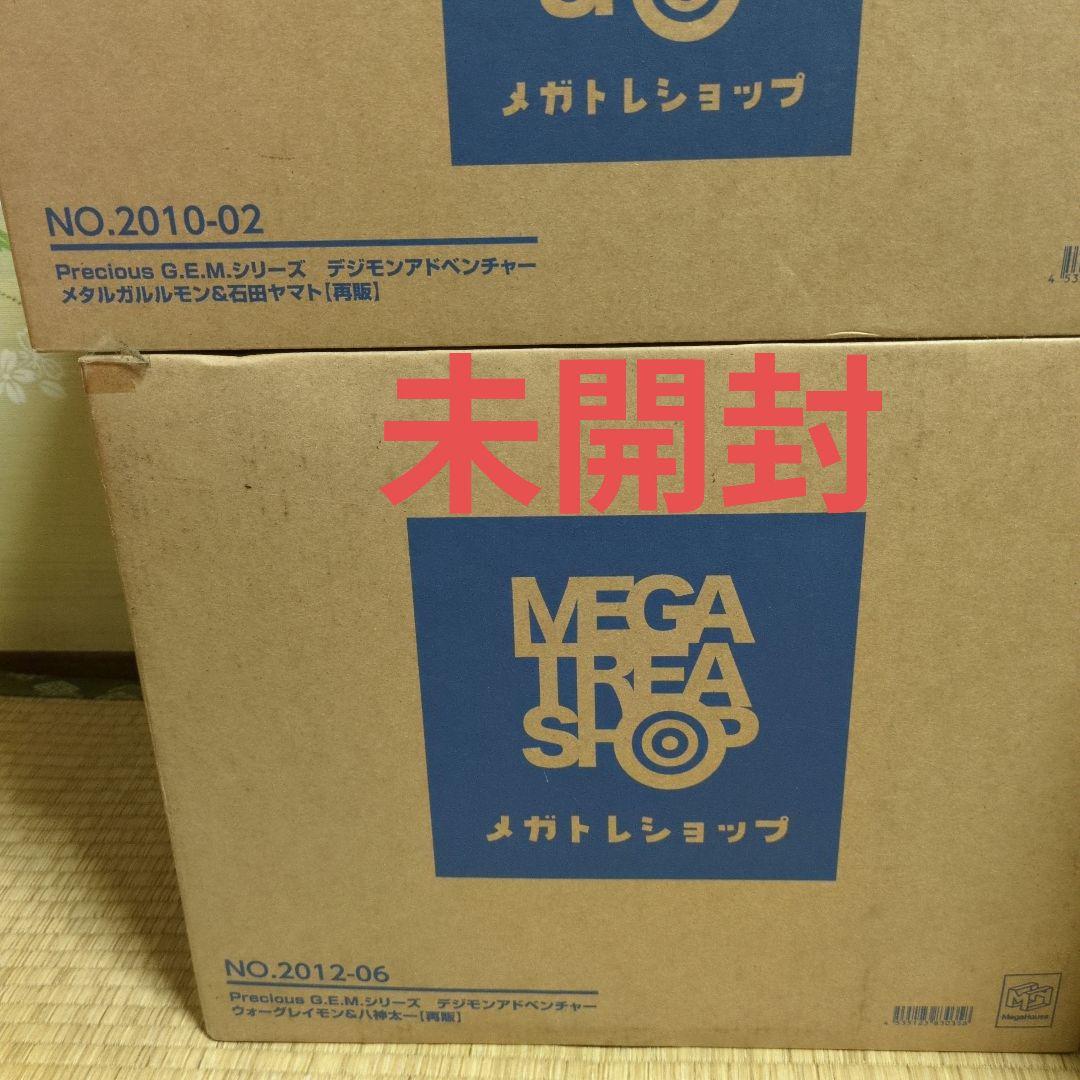 メガトレショップ
NO.2010-02
Precious G.E.M.シリーズ　デジモンアドベンチャー
メタルガルルモン&石田ヤマト【再販】
未開封
MEGA
TREA
SHOP
メガトレショップ
NO.2012-06
Precious G.E.M.シリーズ　デジモンアドベンチャー
ウォーグレイモン&八神太一【再販】
MegaHouse